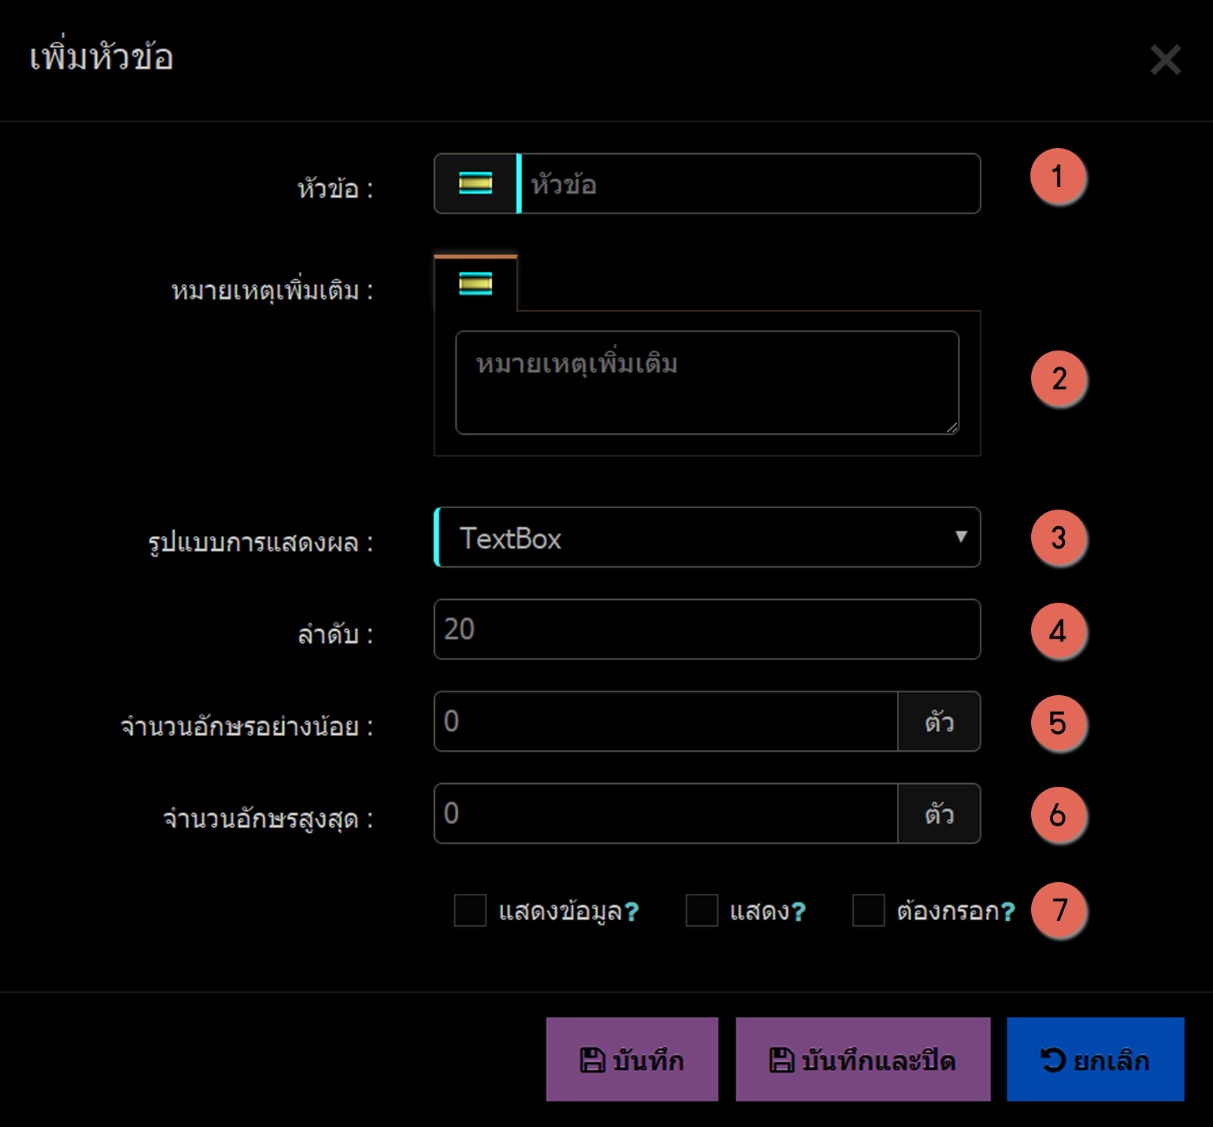 เพิ่มหัวข้อ
หัวข้อ : หัวข้อ 1
หมายเหตุเพิ่มเติม :
หมายเหตุเพิ่มเติม 2
รูปแบบการแสดงผล : TextBox 3
ลำดับ : 20 4
จำนวนอักษรอย่างน้อย : 0 ตัว 5
จำนวนอักษรสูงสุด : 0 ตัว 6
แสดงข้อมูล? แสดง? ต้องกรอก? 7
บันทึก บันทึกและปิด ยกเลิก